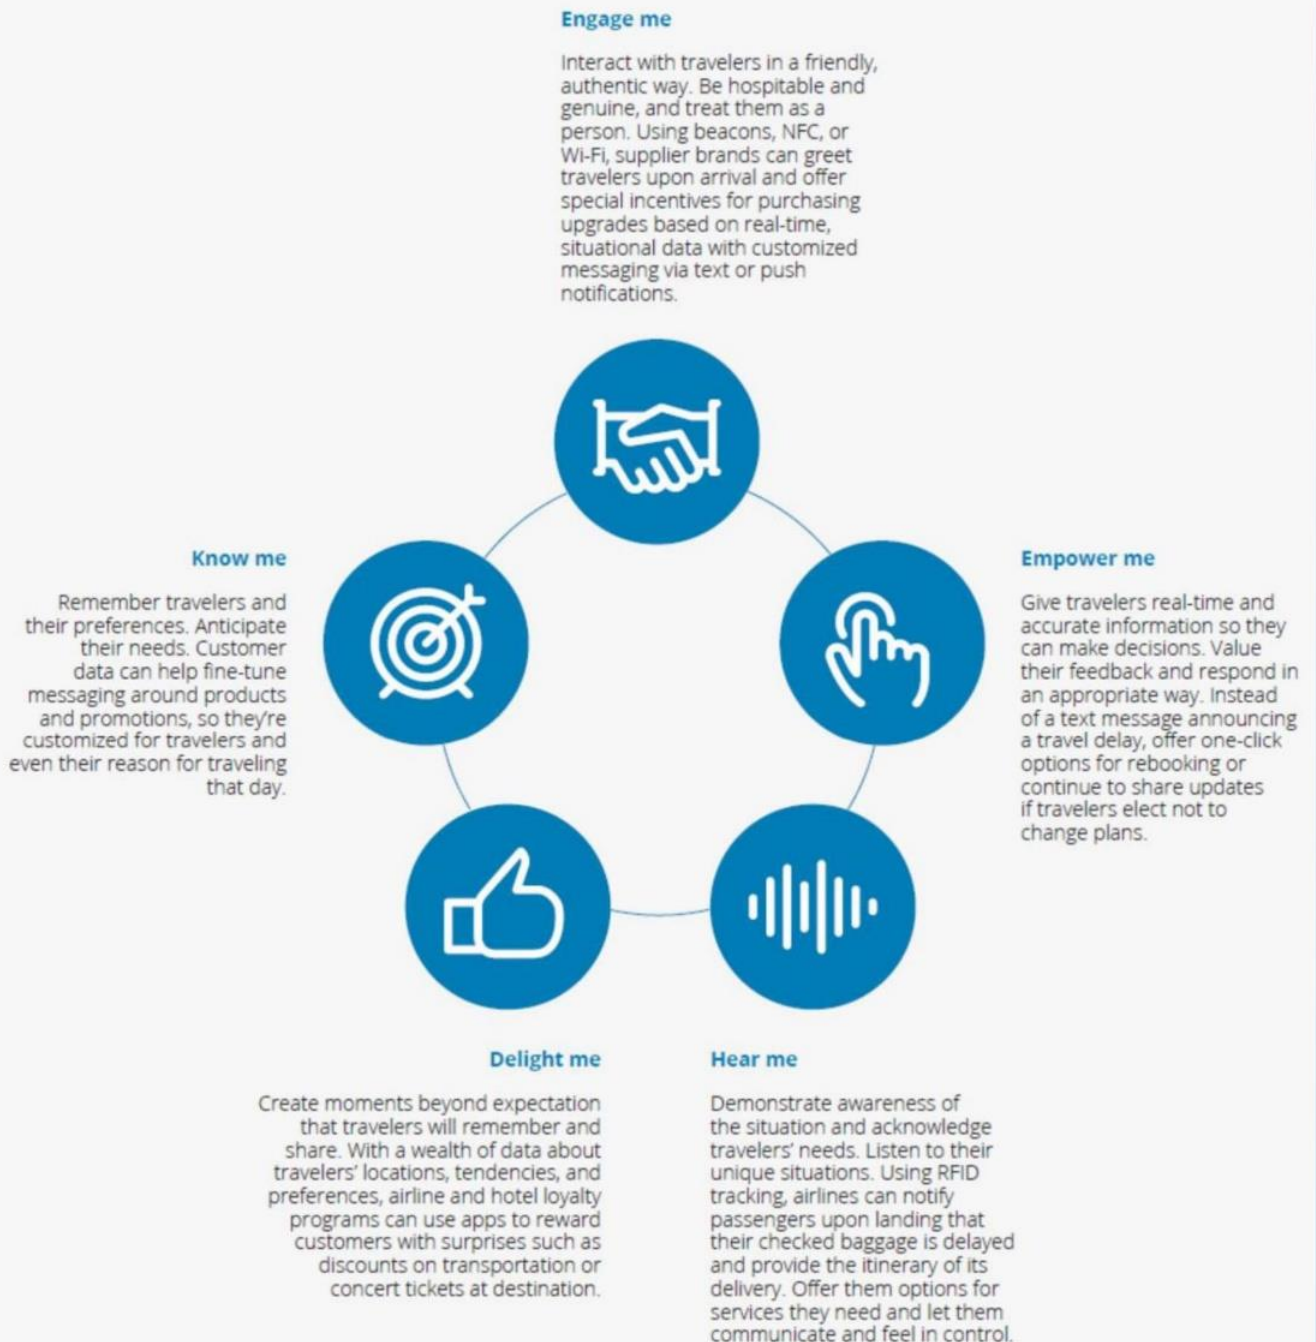 Engage me
Interact with travelers in a friendly,
authentic way. Be hospitable and
genuine, and treat them as a
person. Using beacons, NFC, or
Wi-Fi, supplier brands can greet
travelers upon arrival and offer
special incentives for purchasing
upgrades based on real-time,
situational data with customized
messaging via text or push
notifications.
Know me
Remember travelers and
their preferences. Anticipate
their needs. Customer
data can help fine-tune
messaging around products
and promotions, so they're
customized for travelers and
even their reason for traveling
that day.
Empower me
Give travelers real-time and
accurate information so they
can make decisions. Value
their feedback and respond in
an appropriate way. Instead
of a text message announcing
a travel delay, offer one-click
options for rebooking or
continue to share updates
if travelers elect not to
change plans.
Delight me
Create moments beyond expectation
that travelers will remember and
share. With a wealth of data about
travelers' locations, tendencies, and
preferences, airline and hotel loyalty
programs can use apps to reward
customers with surprises such as
discounts on transportation or
concert tickets at destination.
Hear me
Demonstrate awareness of
the situation and acknowledge
travelers' needs. Listen to their
unique situations. Using RFID
tracking, airlines can notify
passengers upon landing that
their checked baggage is delayed
and provide the itinerary of its
delivery. Offer them options for
services they need and let them
communicate and feel in control.